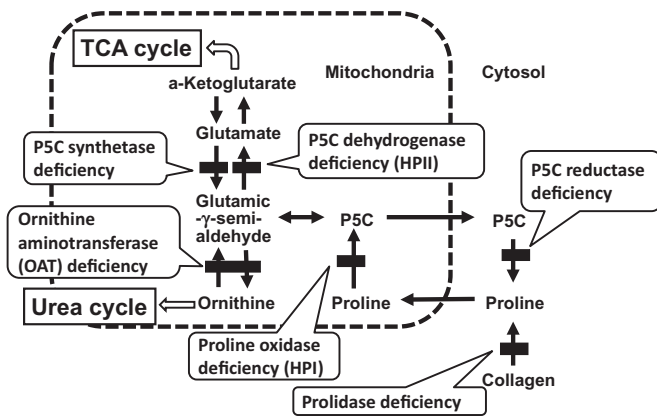 TCA cycle
a-Ketoglutarate
Mitochondria
Cytosol
Glutamate
P5C synthetase
deficiency
P5C dehydrogenase
deficiency (HPII)
P5C reductase
deficiency
Glutamic
-γ-semi-
aldehyde
P5C
P5C
Ornithine
aminotransferase
(OAT) deficiency
Urea cycle
Ornithine
Proline
Proline
Proline oxidase
deficiency (HPI)
Prolidase deficiency
Collagen